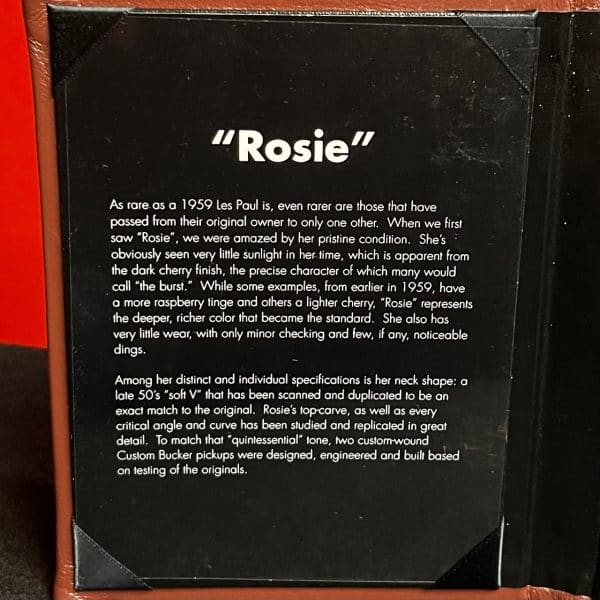 “Rosie”
As rare as a 1959 Les Paul is, even rarer are those that have
passed from their original owner to only one other. When we first
saw “Rosie”, we were amazed by her pristine condition. She’s
obviously seen very little sunlight in her time, which is apparent from
the dark cherry finish, the precise character of which many would
call “the burst.” While some examples, from earlier in 1959, have
a more raspberry tinge and others a lighter cherry, “Rosie” represents
the deeper, richer color that became the standard. She also has
very little wear, with only minor checking and few, if any, noticeable
dings.
Among her distinct and individual specifications is her neck shape: a
late 50’s “soft V” that has been scanned and duplicated to be an
exact match to the original. Rosie’s top-carve, as well as every
critical angle and curve has been studied and replicated in great
detail. To match that “quintessential” tone, two custom-wound
Custom Bucker pickups were designed, engineered and built based
on testing of the originals.